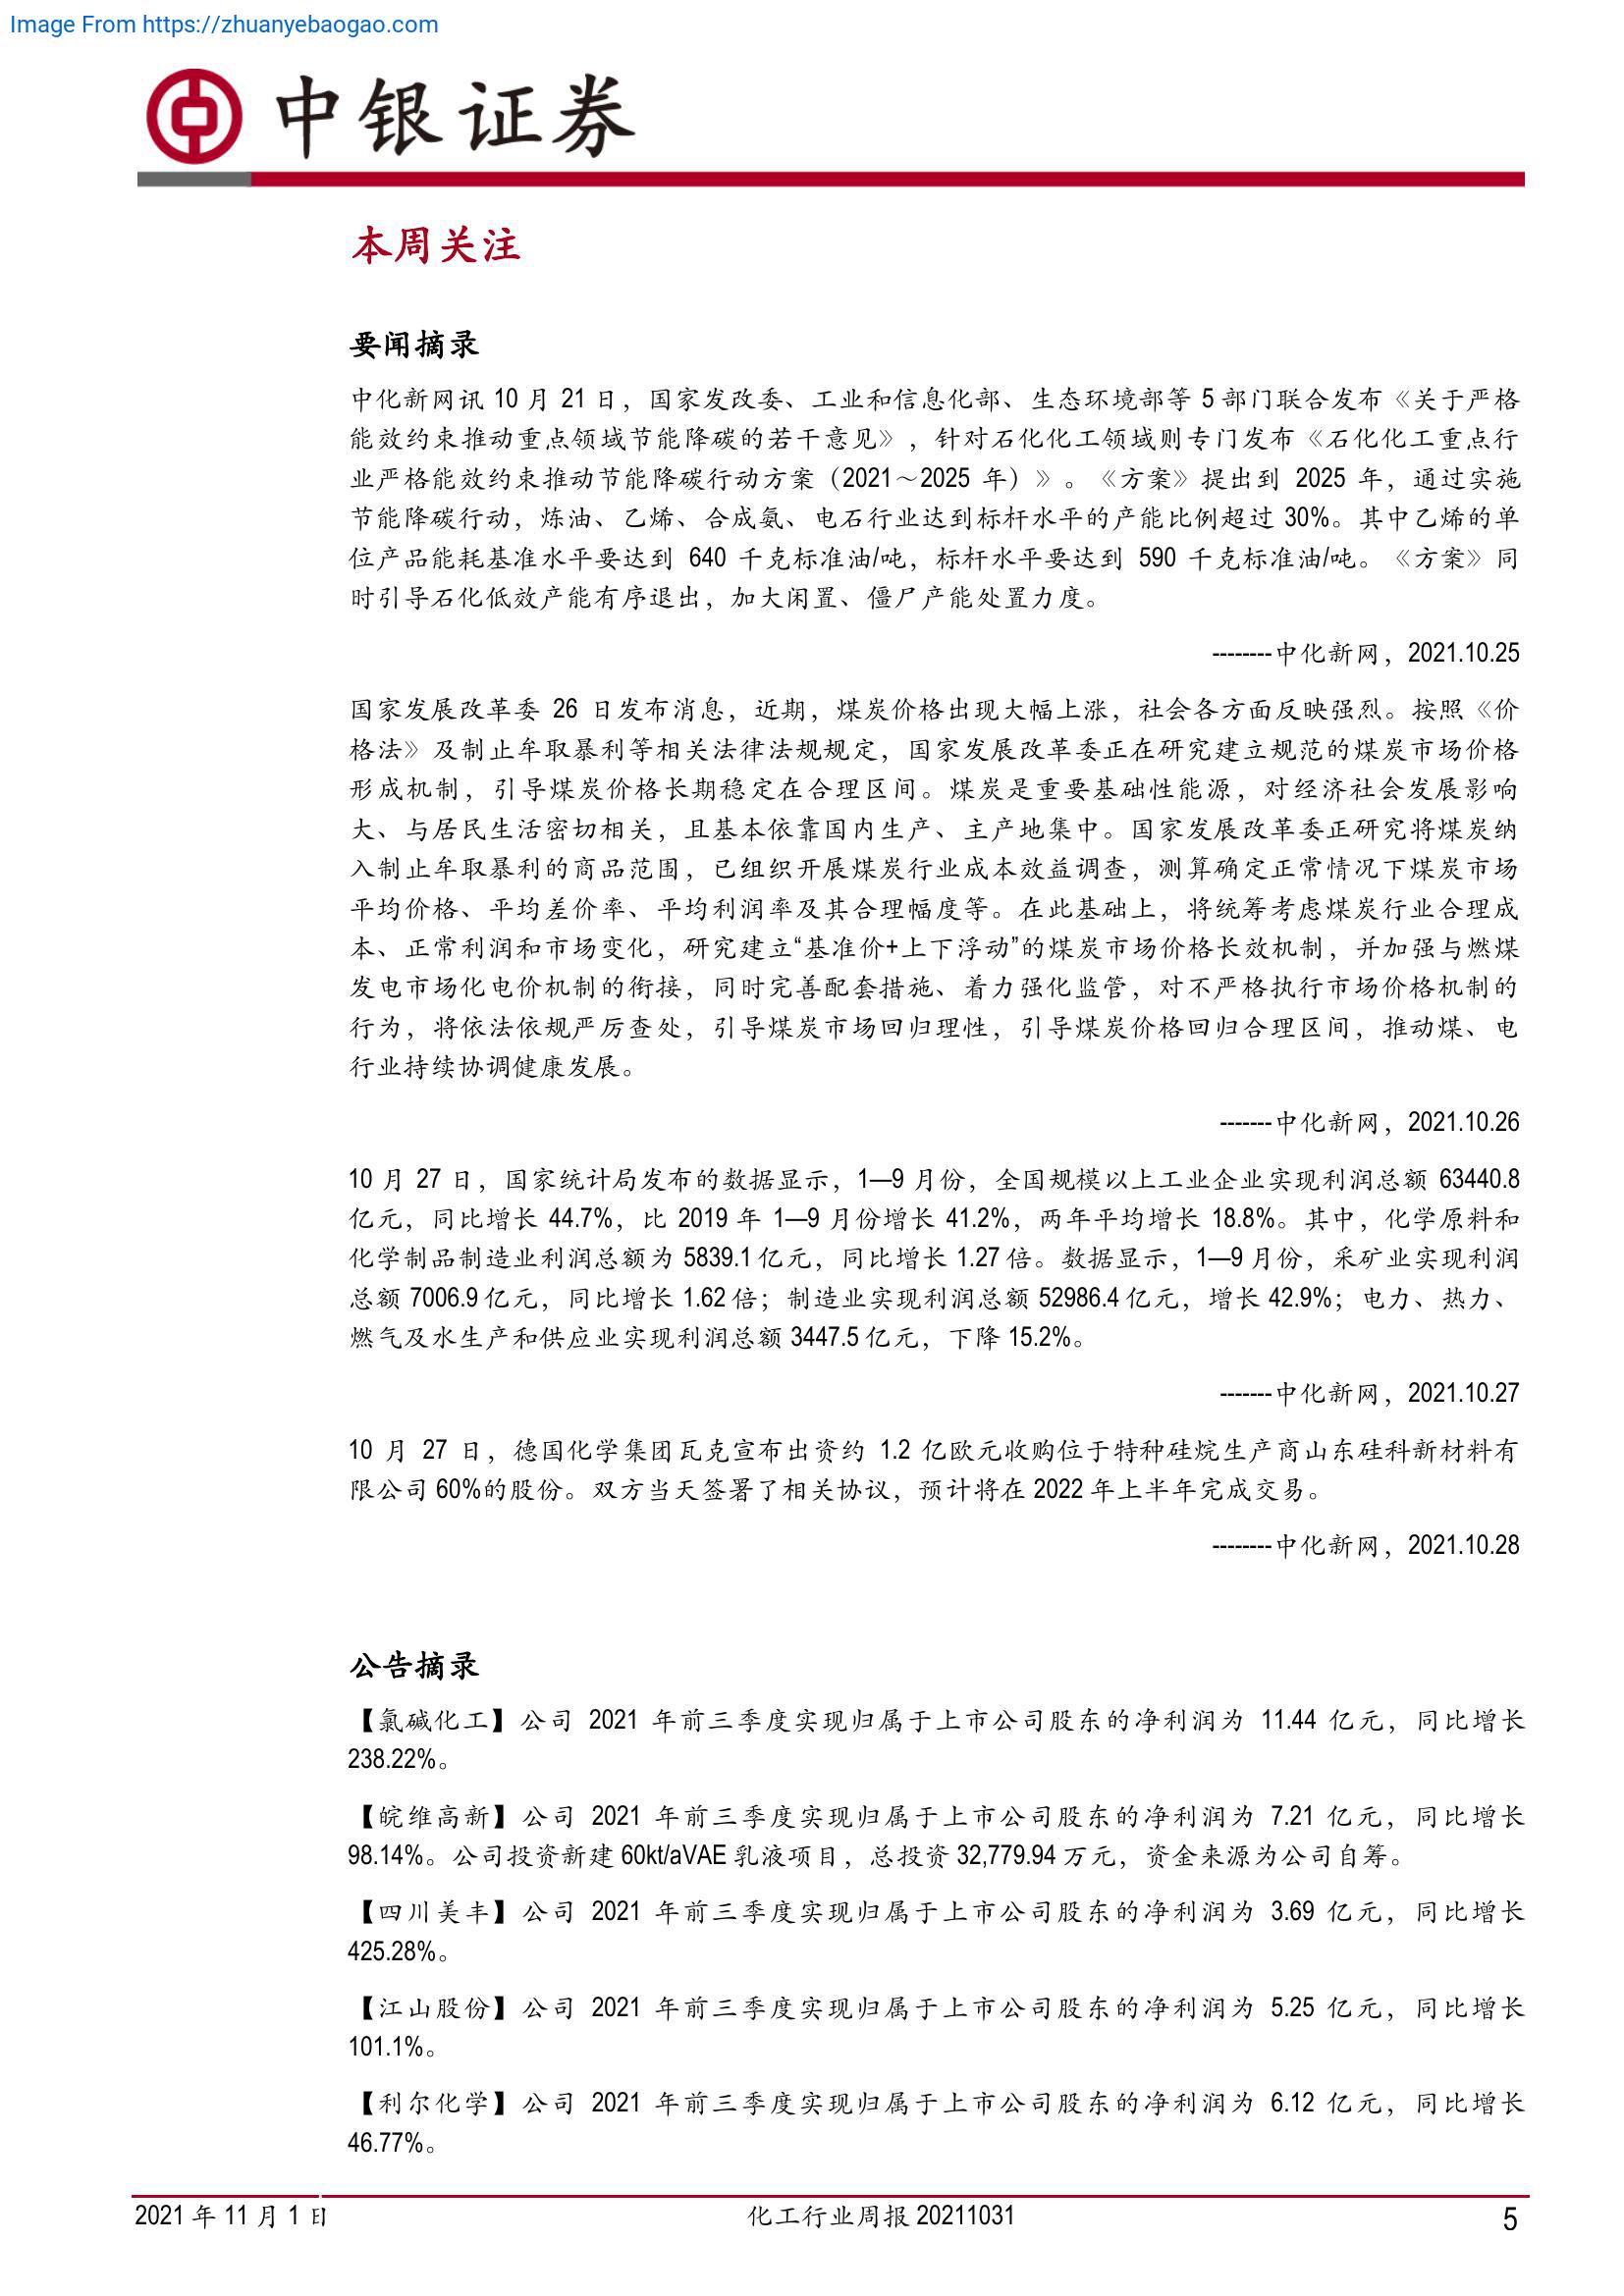 Image From https://zhuanyebaogao.com
中银证券
本周关注
要闻摘录
中化新网讯 10 月 21 日，国家发改委、工业和信息化部、生态环境部等 5 部门联合发布《关于严格
能效约束推动重点领域节能降碳的若干意见》，针对石化化工领域则专门发布《石化化工重点行
业严格能效约束推动节能降碳行动方案（2021～2025 年）》。《方案》提出到 2025 年，通过实施
节能降碳行动，炼油、乙烯、合成氨、电石行业达到标杆水平的产能比例超过 30%。其中乙烯的单
位产品能耗基准水平要达到 640 千克标准油/吨，标杆水平要达到 590 千克标准油/吨。《方案》同
时引导石化低效产能有序退出，加大闲置、僵尸产能处置力度。
--------中化新网，2021.10.25
国家发展改革委 26 日发布消息，近期，煤炭价格出现大幅上涨，社会各方面反映强烈。按照《价
格法》及制止牟取暴利等相关法律法规规定，国家发展改革委正在研究建立规范的煤炭市场价格
形成机制，引导煤炭价格长期稳定在合理区间。煤炭是重要基础性能源，对经济社会发展影响
大、与居民生活密切相关，且基本依靠国内生产、主产地集中。国家发展改革委正研究将煤炭纳
入制止牟取暴利的商品范围，已组织开展煤炭行业成本效益调查，测算确定正常情况下煤炭市场
平均价格、平均差价率、平均利润率及其合理幅度等。在此基础上，将统筹考虑煤炭行业合理成
本、正常利润和市场变化，研究建立“基准价+上下浮动”的煤炭市场价格长效机制，并加强与燃煤
发电市场化电价机制的衔接，同时完善配套措施、着力强化监管，对不严格执行市场价格机制的
行为，将依法依规严厉查处，引导煤炭市场回归理性，引导煤炭价格回归合理区间，推动煤、电
行业持续协调健康发展。
-------中化新网，2021.10.26
10 月 27 日，国家统计局发布的数据显示，1—9 月份，全国规模以上工业企业实现利润总额 63440.8
亿元，同比增长 44.7%，比 2019 年 1—9 月份增长 41.2%，两年平均增长 18.8%。其中，化学原料和
化学制品制造业利润总额为 5839.1 亿元，同比增长 1.27 倍。数据显示，1—9 月份，采矿业实现利润
总额 7006.9 亿元，同比增长 1.62 倍；制造业实现利润总额 52986.4 亿元，增长 42.9%；电力、热力、
燃气及水生产和供应业实现利润总额 3447.5 亿元，下降 15.2%。
-------中化新网，2021.10.27
10 月 27 日，德国化学集团瓦克宣布出资约 1.2 亿欧元收购位于特种硅烷生产商山东硅科新材料有
限公司 60%的股份。双方当天签署了相关协议，预计将在 2022 年上半年完成交易。
--------中化新网，2021.10.28
公告摘录
【氯碱化工】公司 2021 年前三季度实现归属于上市公司股东的净利润为 11.44 亿元，同比增长
238.22%。
【皖维高新】公司 2021 年前三季度实现归属于上市公司股东的净利润为 7.21 亿元，同比增长
98.14%。公司投资新建 60kt/aVAE 乳液项目，总投资 32,779.94 万元，资金来源为公司自筹。
【四川美丰】公司 2021 年前三季度实现归属于上市公司股东的净利润为 3.69 亿元，同比增长
425.28%。
【江山股份】公司 2021 年前三季度实现归属于上市公司股东的净利润为 5.25 亿元，同比增长
101.1%。
【利尔化学】公司 2021 年前三季度实现归属于上市公司股东的净利润为 6.12 亿元，同比增长
46.77%。
2021 年 11 月 1 日
化工行业周报 20211031
5